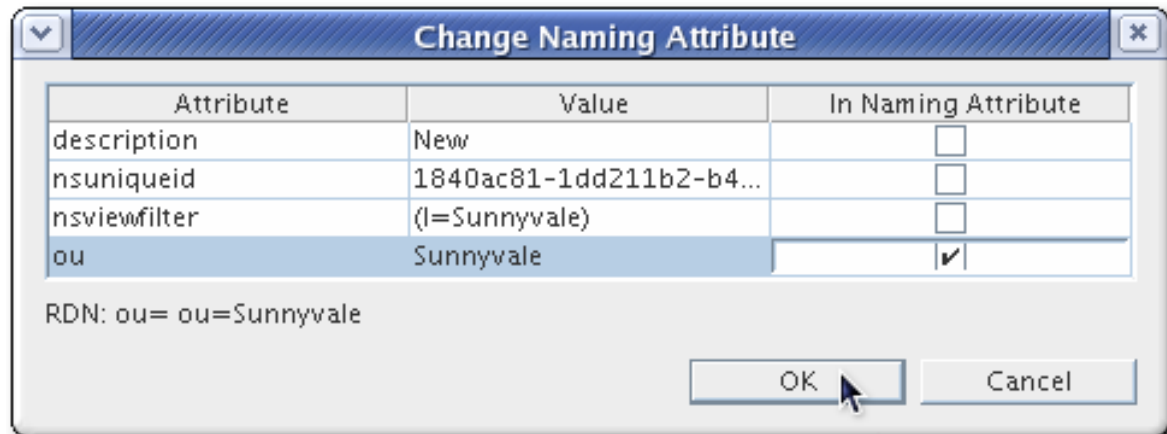 Change Naming Attribute
Attribute Value In Naming Attribute
description New
nsuniqueid 1840ac81-1dd211b2-b4...
nsviewfilter (l=Sunnyvale)
ou Sunnyvale
RDN: ou= ou=Sunnyvale
OK Cancel